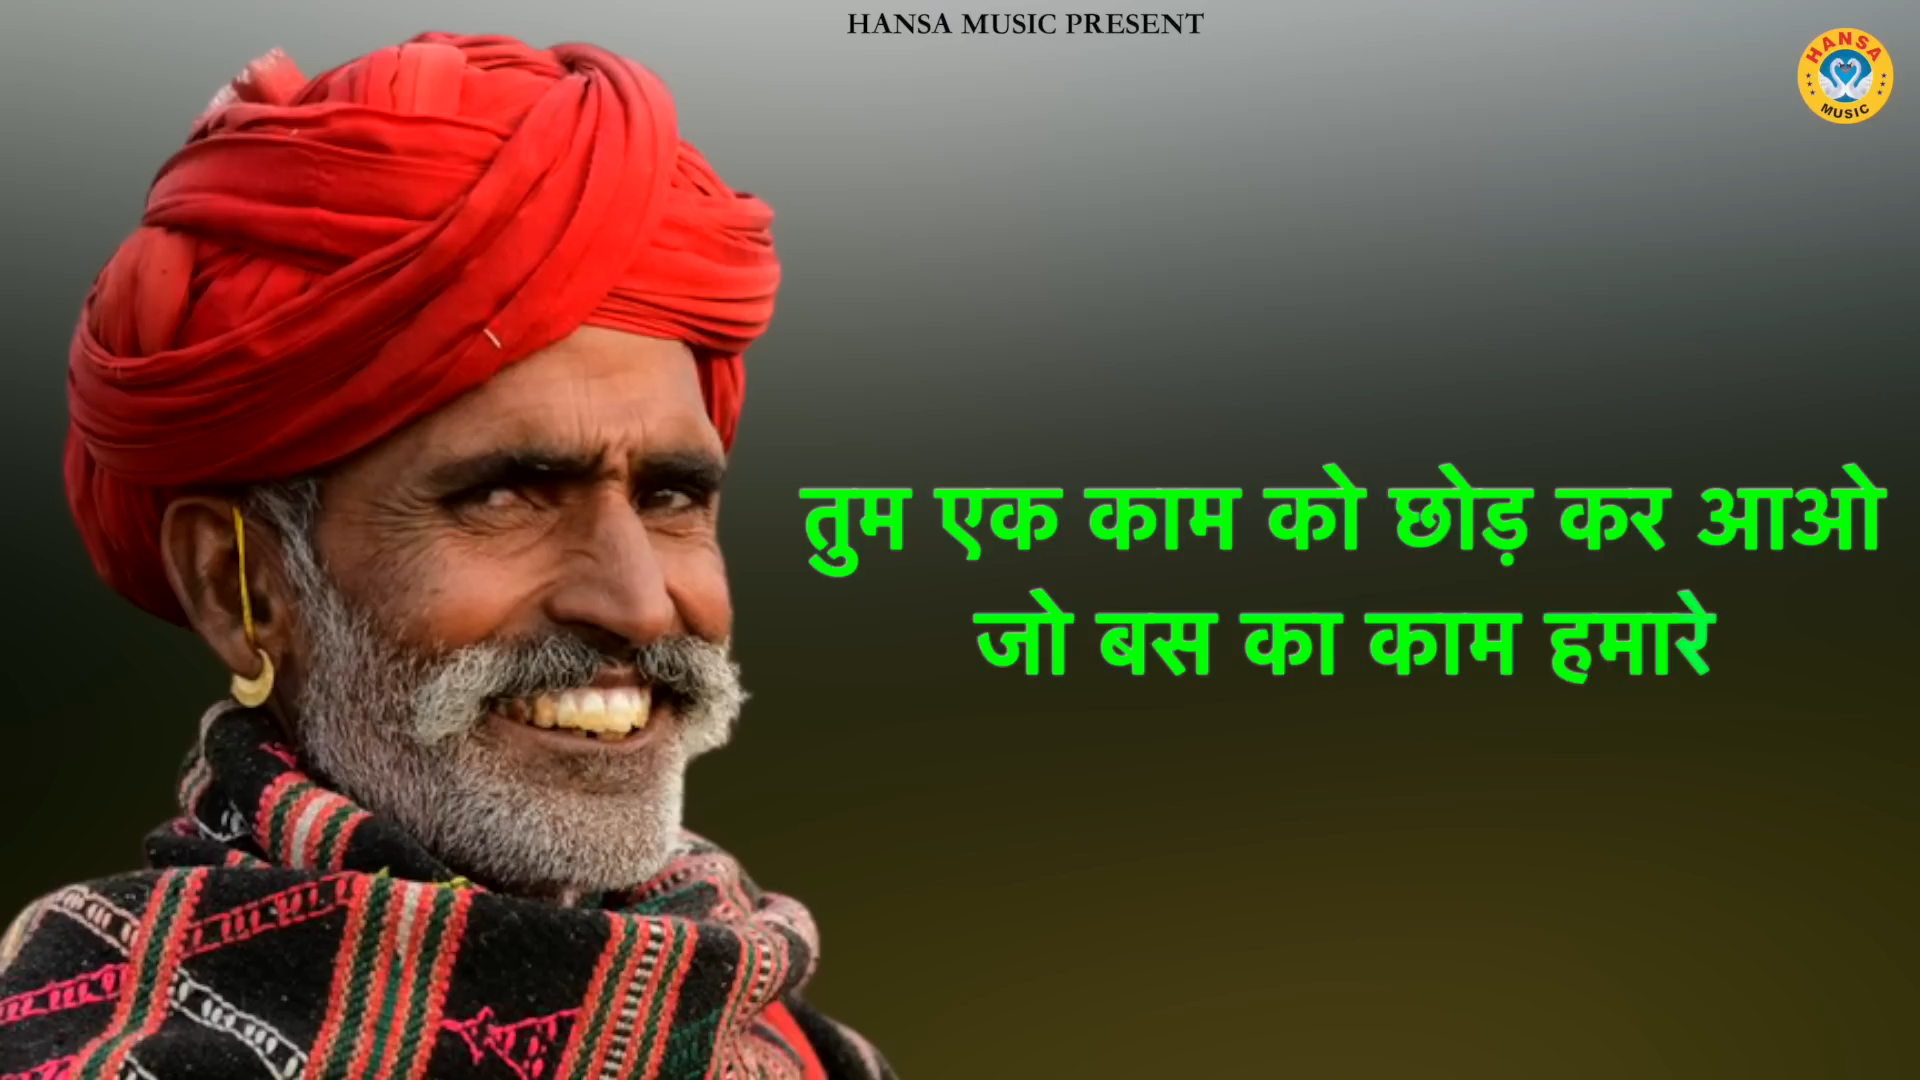 HANSA MUSIC PRESENT
HANSA
MUSIC
तुम एक काम को छोड़ कर आओ
जो बस का काम हमारे